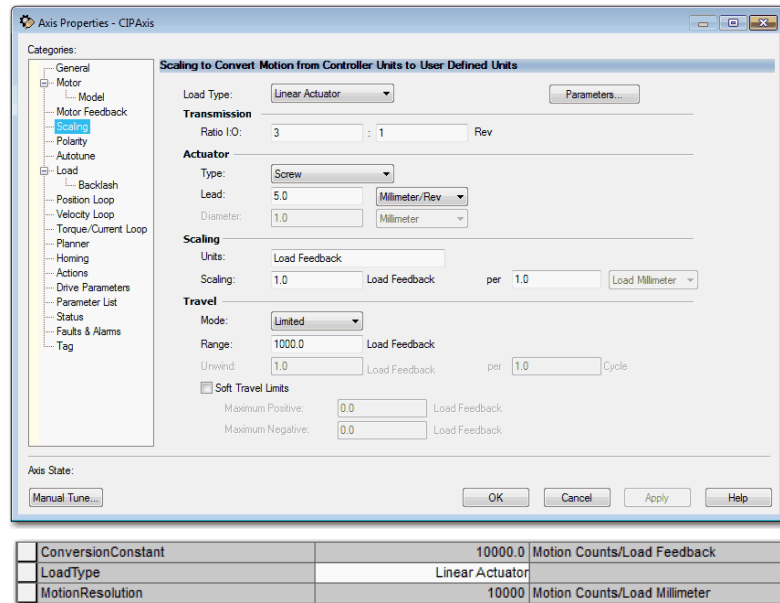 Axis Properties - CIPAxis
Categories:
General
Motor
Model
Motor Feedback
Scaling
Polarity
Autotune
Load
Backlash
Position Loop
Velocity Loop
Torque/Current Loop
Planner
Homing
Actions
Drive Parameters
Parameter List
Status
Faults & Alarms
Tag
Scaling to Convert Motion from Controller Units to User Defined Units
Load Type: Linear Actuator Parameters...
Transmission
Ratio I:O: 3 : 1 Rev
Actuator
Type: Screw
Lead: 5.0 Millimeter/Rev
Diameter: 1.0 Millimeter
Scaling
Units: Load Feedback
Scaling: 1.0 Load Feedback per 1.0 Load Millimeter
Travel
Mode: Limited
Range: 1000.0 Load Feedback
Unwind: 1.0 Load Feedback per 1.0 Cycle
Soft Travel Limits
Maximum Positive: 0.0 Load Feedback
Maximum Negative: 0.0 Load Feedback
Axis State:
Manual Tune... OK Cancel Apply Help
ConversionConstant 10000.0 Motion Counts/Load Feedback
LoadType Linear Actuator
MotionResolution 10000 Motion Counts/Load Millimeter